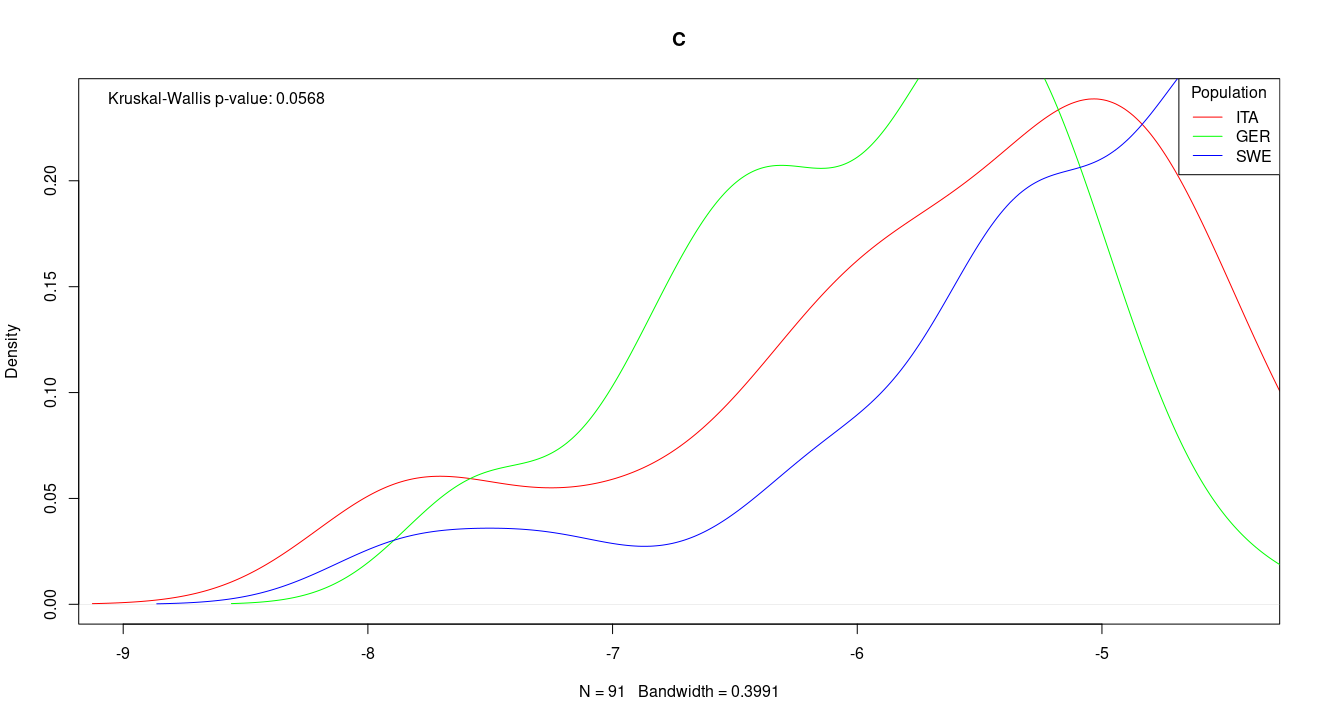 C
Kruskal-Wallis p-value: 0.0568
Population
ITA
GER
SWE
Density
0.20
0.15
0.10
0.05
0.00
-9 -8 -7 -6 -5
N = 91 Bandwidth = 0.3991